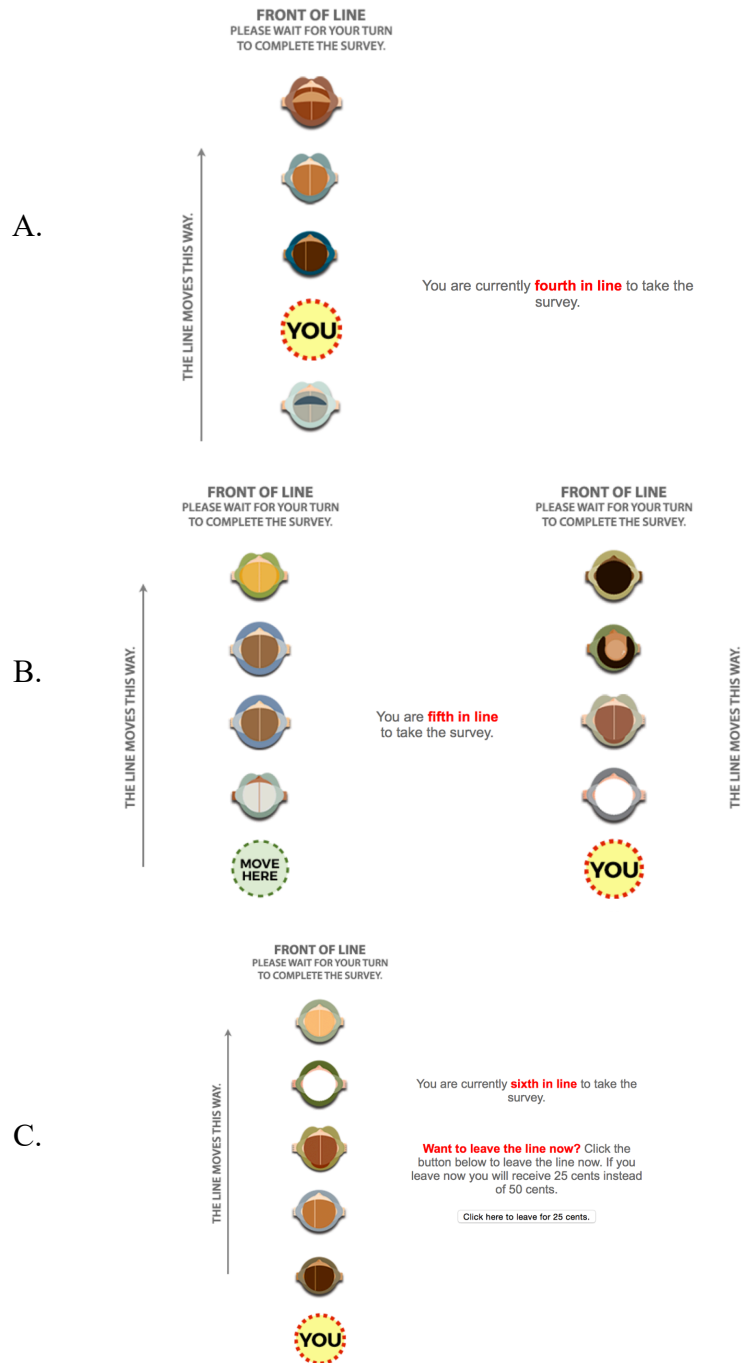 FRONT OF LINE
PLEASE WAIT FOR YOUR TURN
TO COMPLETE THE SURVEY.
A.
THE LINE MOVES THIS WAY.
YOU
You are currently fourth in line to take the
survey.
B.
FRONT OF LINE
PLEASE WAIT FOR YOUR TURN
TO COMPLETE THE SURVEY.
THE LINE MOVES THIS WAY.
MOVE
HERE
You are fifth in line
to take the survey.
FRONT OF LINE
PLEASE WAIT FOR YOUR TURN
TO COMPLETE THE SURVEY.
YOU
THE LINE MOVES THIS WAY.
C.
FRONT OF LINE
PLEASE WAIT FOR YOUR TURN
TO COMPLETE THE SURVEY.
THE LINE MOVES THIS WAY.
YOU
You are currently sixth in line to take the
survey.
Want to leave the line now? Click the
button below to leave the line now. If you
leave now you will receive 25 cents instead
of 50 cents.
Click here to leave for 25 cents.